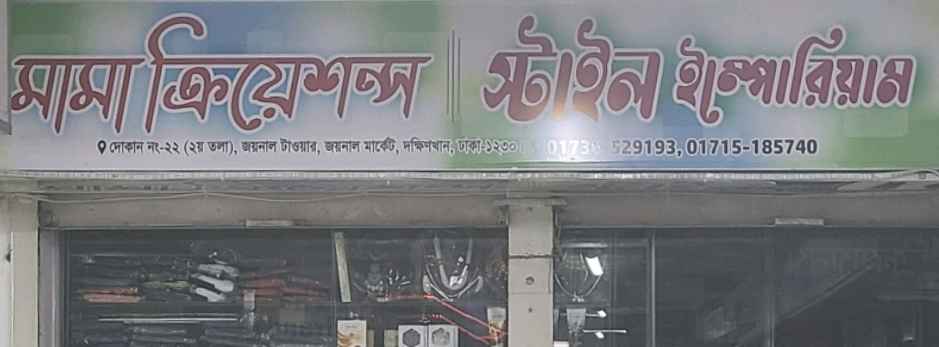 মামা ক্রিয়েশন্স || স্টাইল ইম্পোরিয়াম
দোকান নং-২২ (২য় তলা), জয়নাল টাওয়ার, জয়নাল মার্কেট, দক্ষিণখান, ঢাকা-১২৩০ 529193, 01715-185740